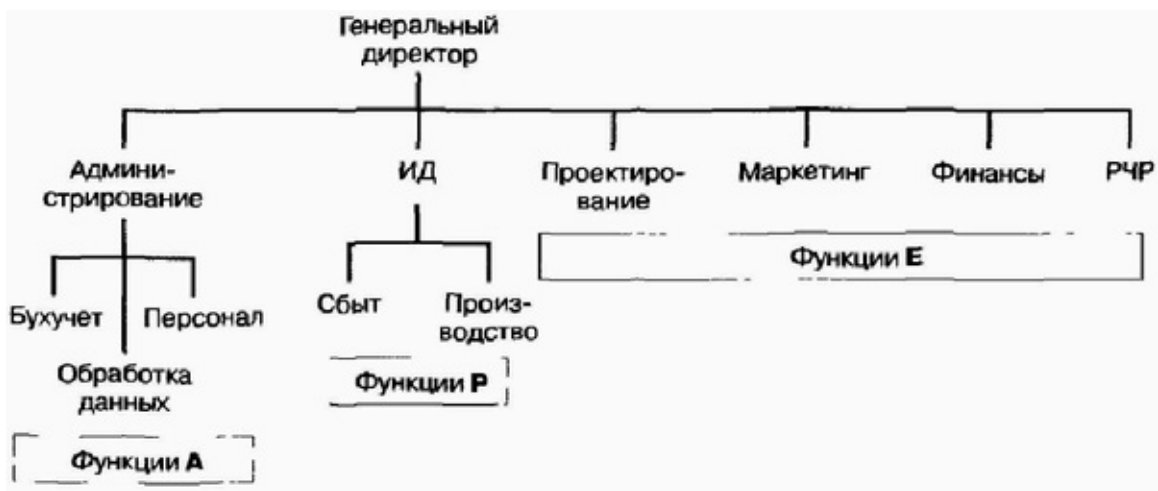 Генеральный
директор
Админи-
стрирование
ИД
Проектиро-
вание
Маркетинг
Финансы
РЧР
Функции E
Бухучет
Персонал
Сбыт
Произ-
водство
Обработка
данных
Функции P
Функции A